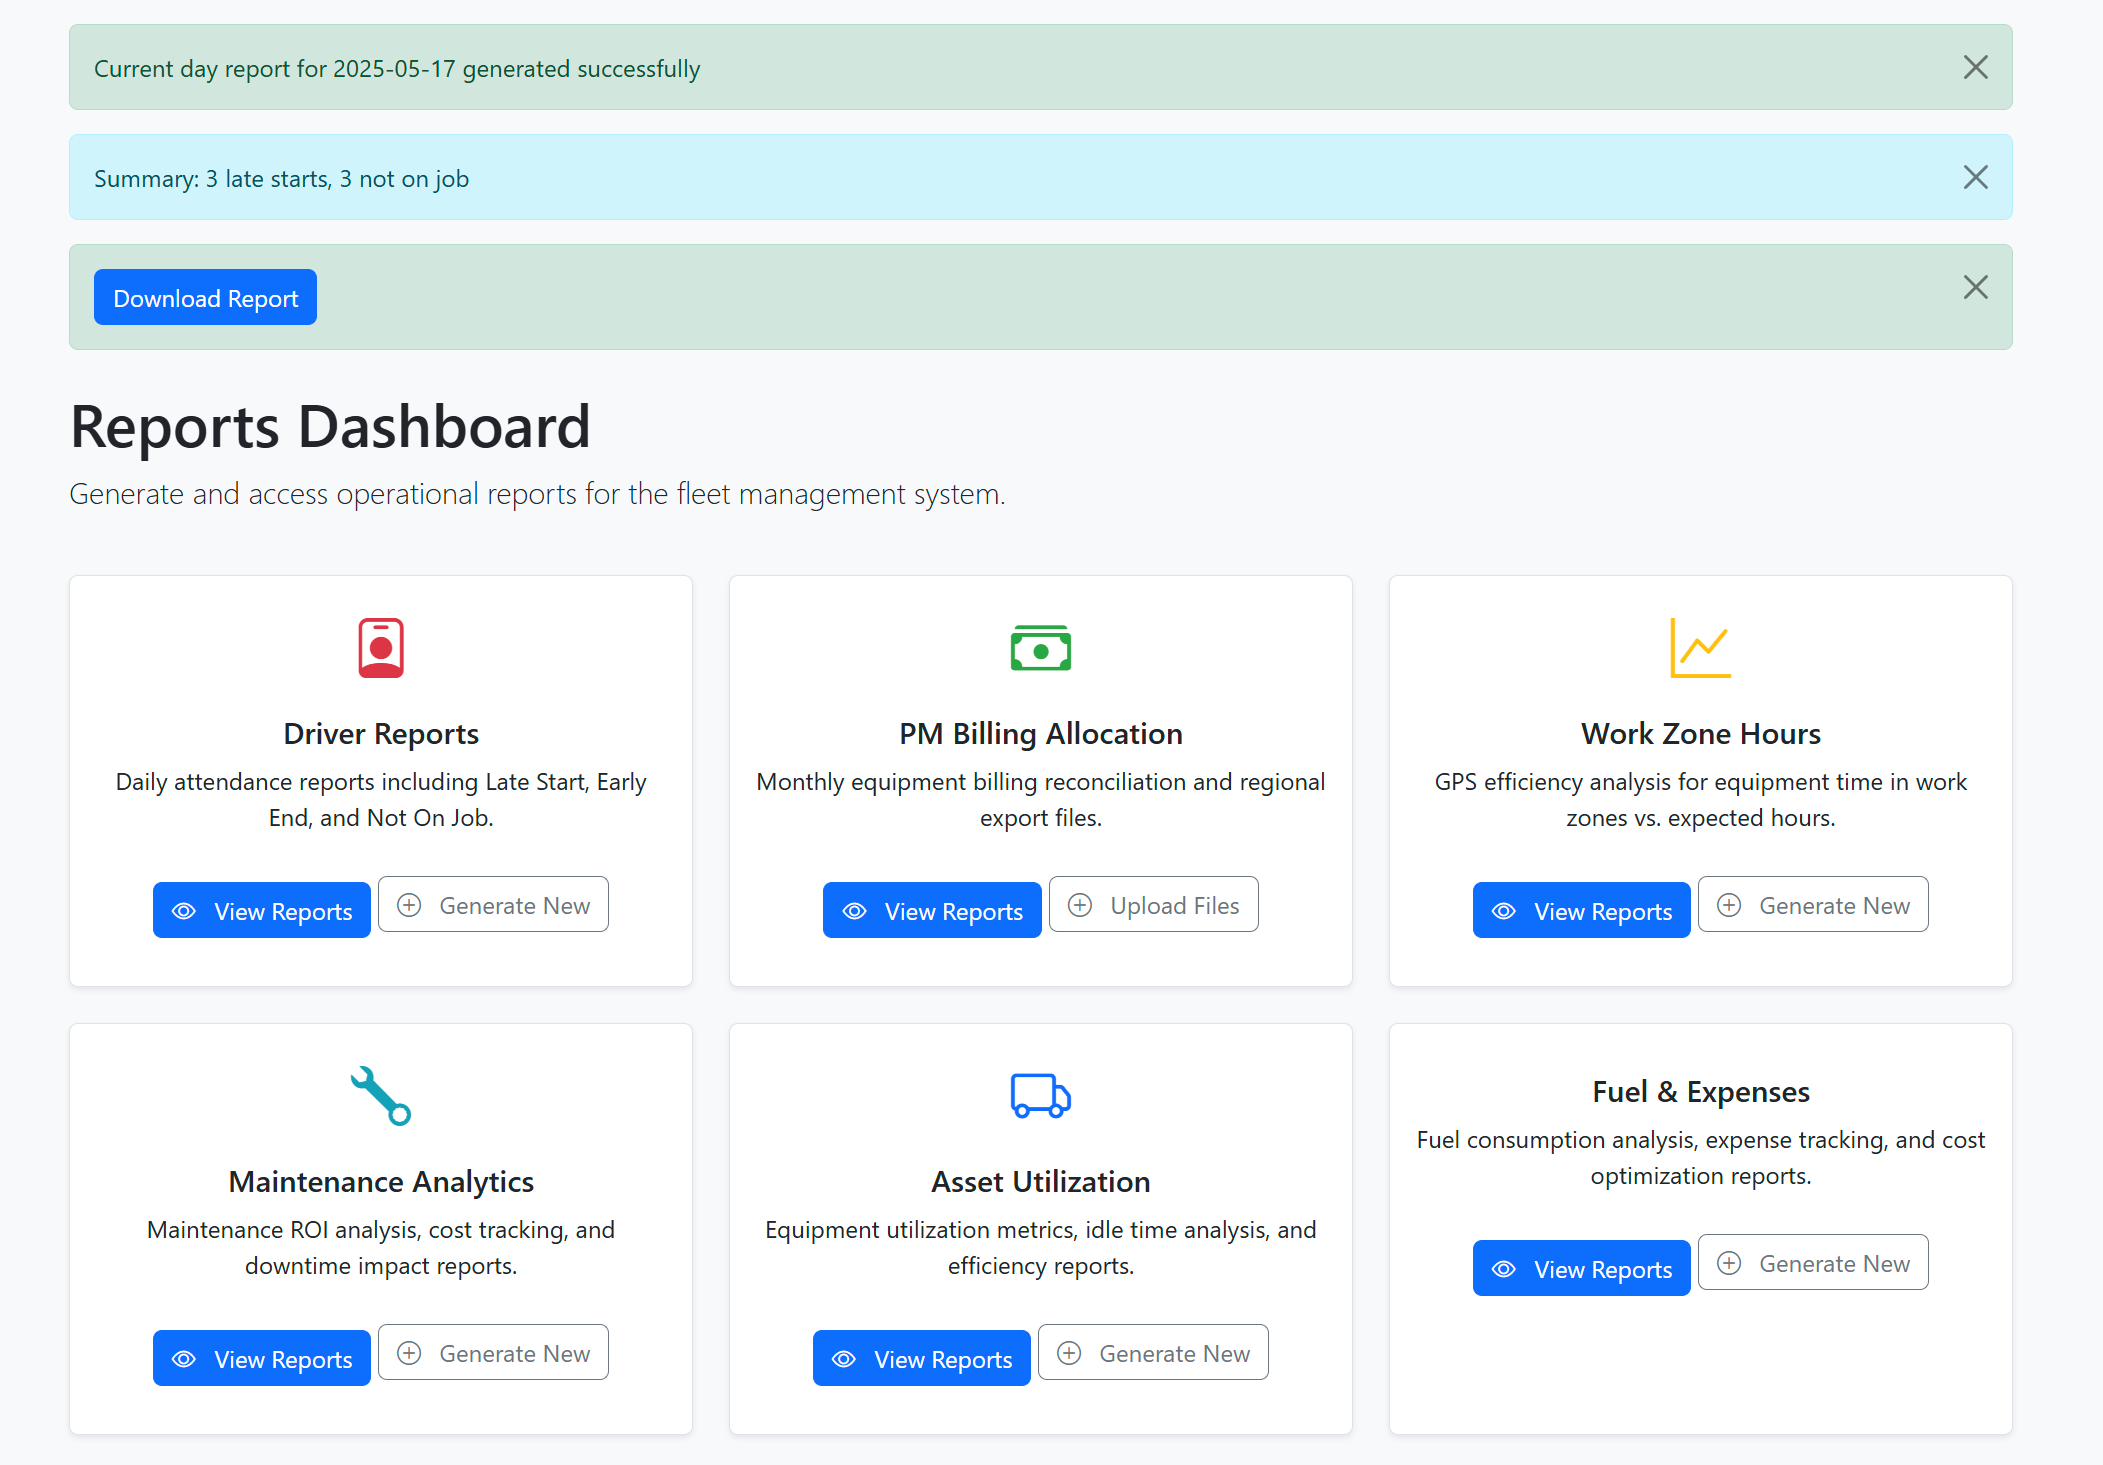 Current day report for 2025-05-17 generated successfully
Summary: 3 late starts, 3 not on job
Download Report
Reports Dashboard
Generate and access operational reports for the fleet management system.
Driver Reports
Daily attendance reports including Late Start, Early
End, and Not On Job.
View Reports
Generate New
PM Billing Allocation
Monthly equipment billing reconciliation and regional
export files.
View Reports
Upload Files
Work Zone Hours
GPS efficiency analysis for equipment time in work
zones vs. expected hours.
View Reports
Generate New
Maintenance Analytics
Maintenance ROI analysis, cost tracking, and
downtime impact reports.
View Reports
Generate New
Asset Utilization
Equipment utilization metrics, idle time analysis, and
efficiency reports.
View Reports
Generate New
Fuel & Expenses
Fuel consumption analysis, expense tracking, and cost
optimization reports.
View Reports
Generate New